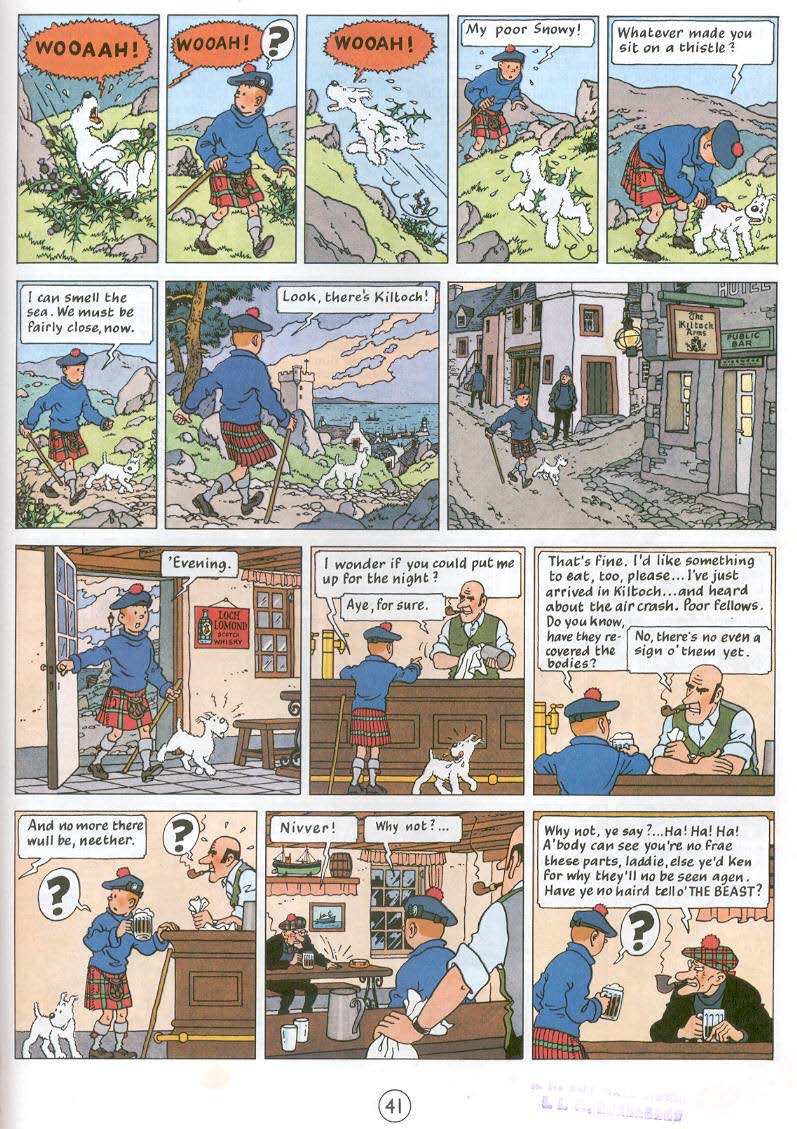 WOOAAH!
WOOAH!
?
WOOAH!
My poor Snowy!
Whatever made you
sit on a thistle?
I can smell the
sea. We must be
fairly close, now.
Look, there's Kiltoch!
HOTEL
The
Kiltoch
Arms
PUBLIC
BAR
'Evening.
LOCH
LOMOND
SCOTCH
WHISKY
I wonder if you could put me
up for the night?
Aye, for sure.
That's fine. I'd like something
to eat, too, please... I've just
arrived in Kiltoch...and heard
about the air crash. Poor fellows.
Do you know,
have they re-
covered the
bodies?
No, there's no even a
sign o' them yet.
And no more there
wull be, neether.
?
?
Nivver!
Why not?...
Why not, ye say?...Ha! Ha! Ha!
A'body can see you're no frae
these parts, laddie, else ye'd ken
for why they'll no be seen agen.
Have ye no haird tell o' THE BEAST?
?
41